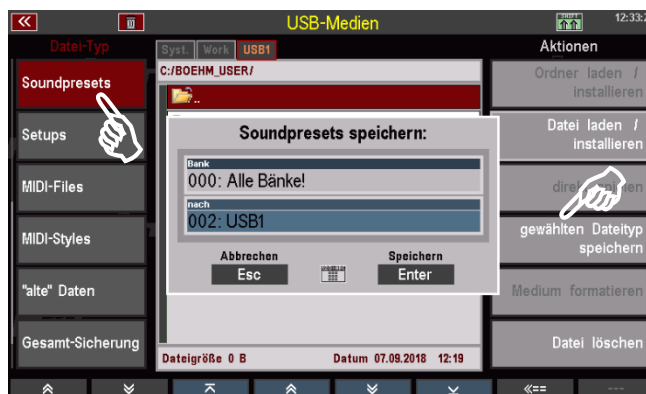 USB-Medien
SHIFT
12:33:2
Datei-Typ
Syst. Work USB1
Aktionen
C:/BOEHM_USER/
..
Soundpresets
Setups
MIDI-Files
MIDI-Styles
"alte" Daten
Gesamt-Sicherung
Soundpresets speichern:
Bank
000: Alle Bänke!
nach
002: USB1
Abbrechen
Esc
Speichern
Enter
Dateigröße 0 B Datum 07.09.2018 12:19
Ordner laden /
installieren
Datei laden /
installieren
gewählten Dateityp
speichern
Medium formatieren
Datei löschen
«==
---